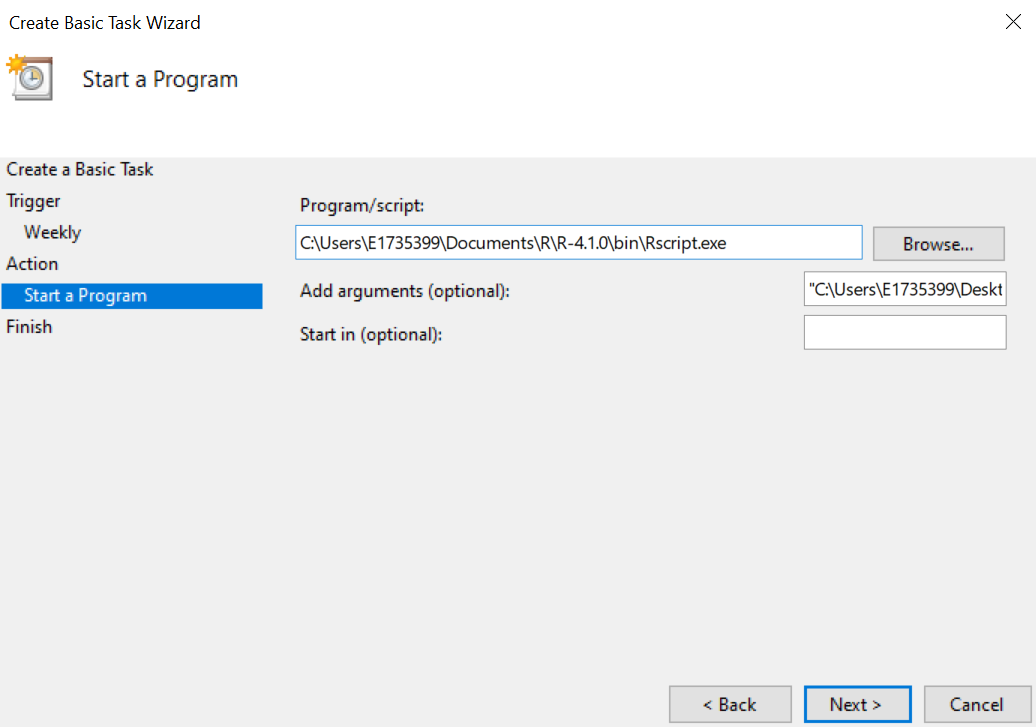 Create Basic Task Wizard
Start a Program
Create a Basic Task
Trigger
Weekly
Action
Start a Program
Finish
Program/script:
C:\Users\E1735399\Documents\R\R-4.1.0\bin\Rscript.exe
Browse...
Add arguments (optional):
"C:\Users\E1735399\Deskt
Start in (optional):
< Back
Next >
Cancel